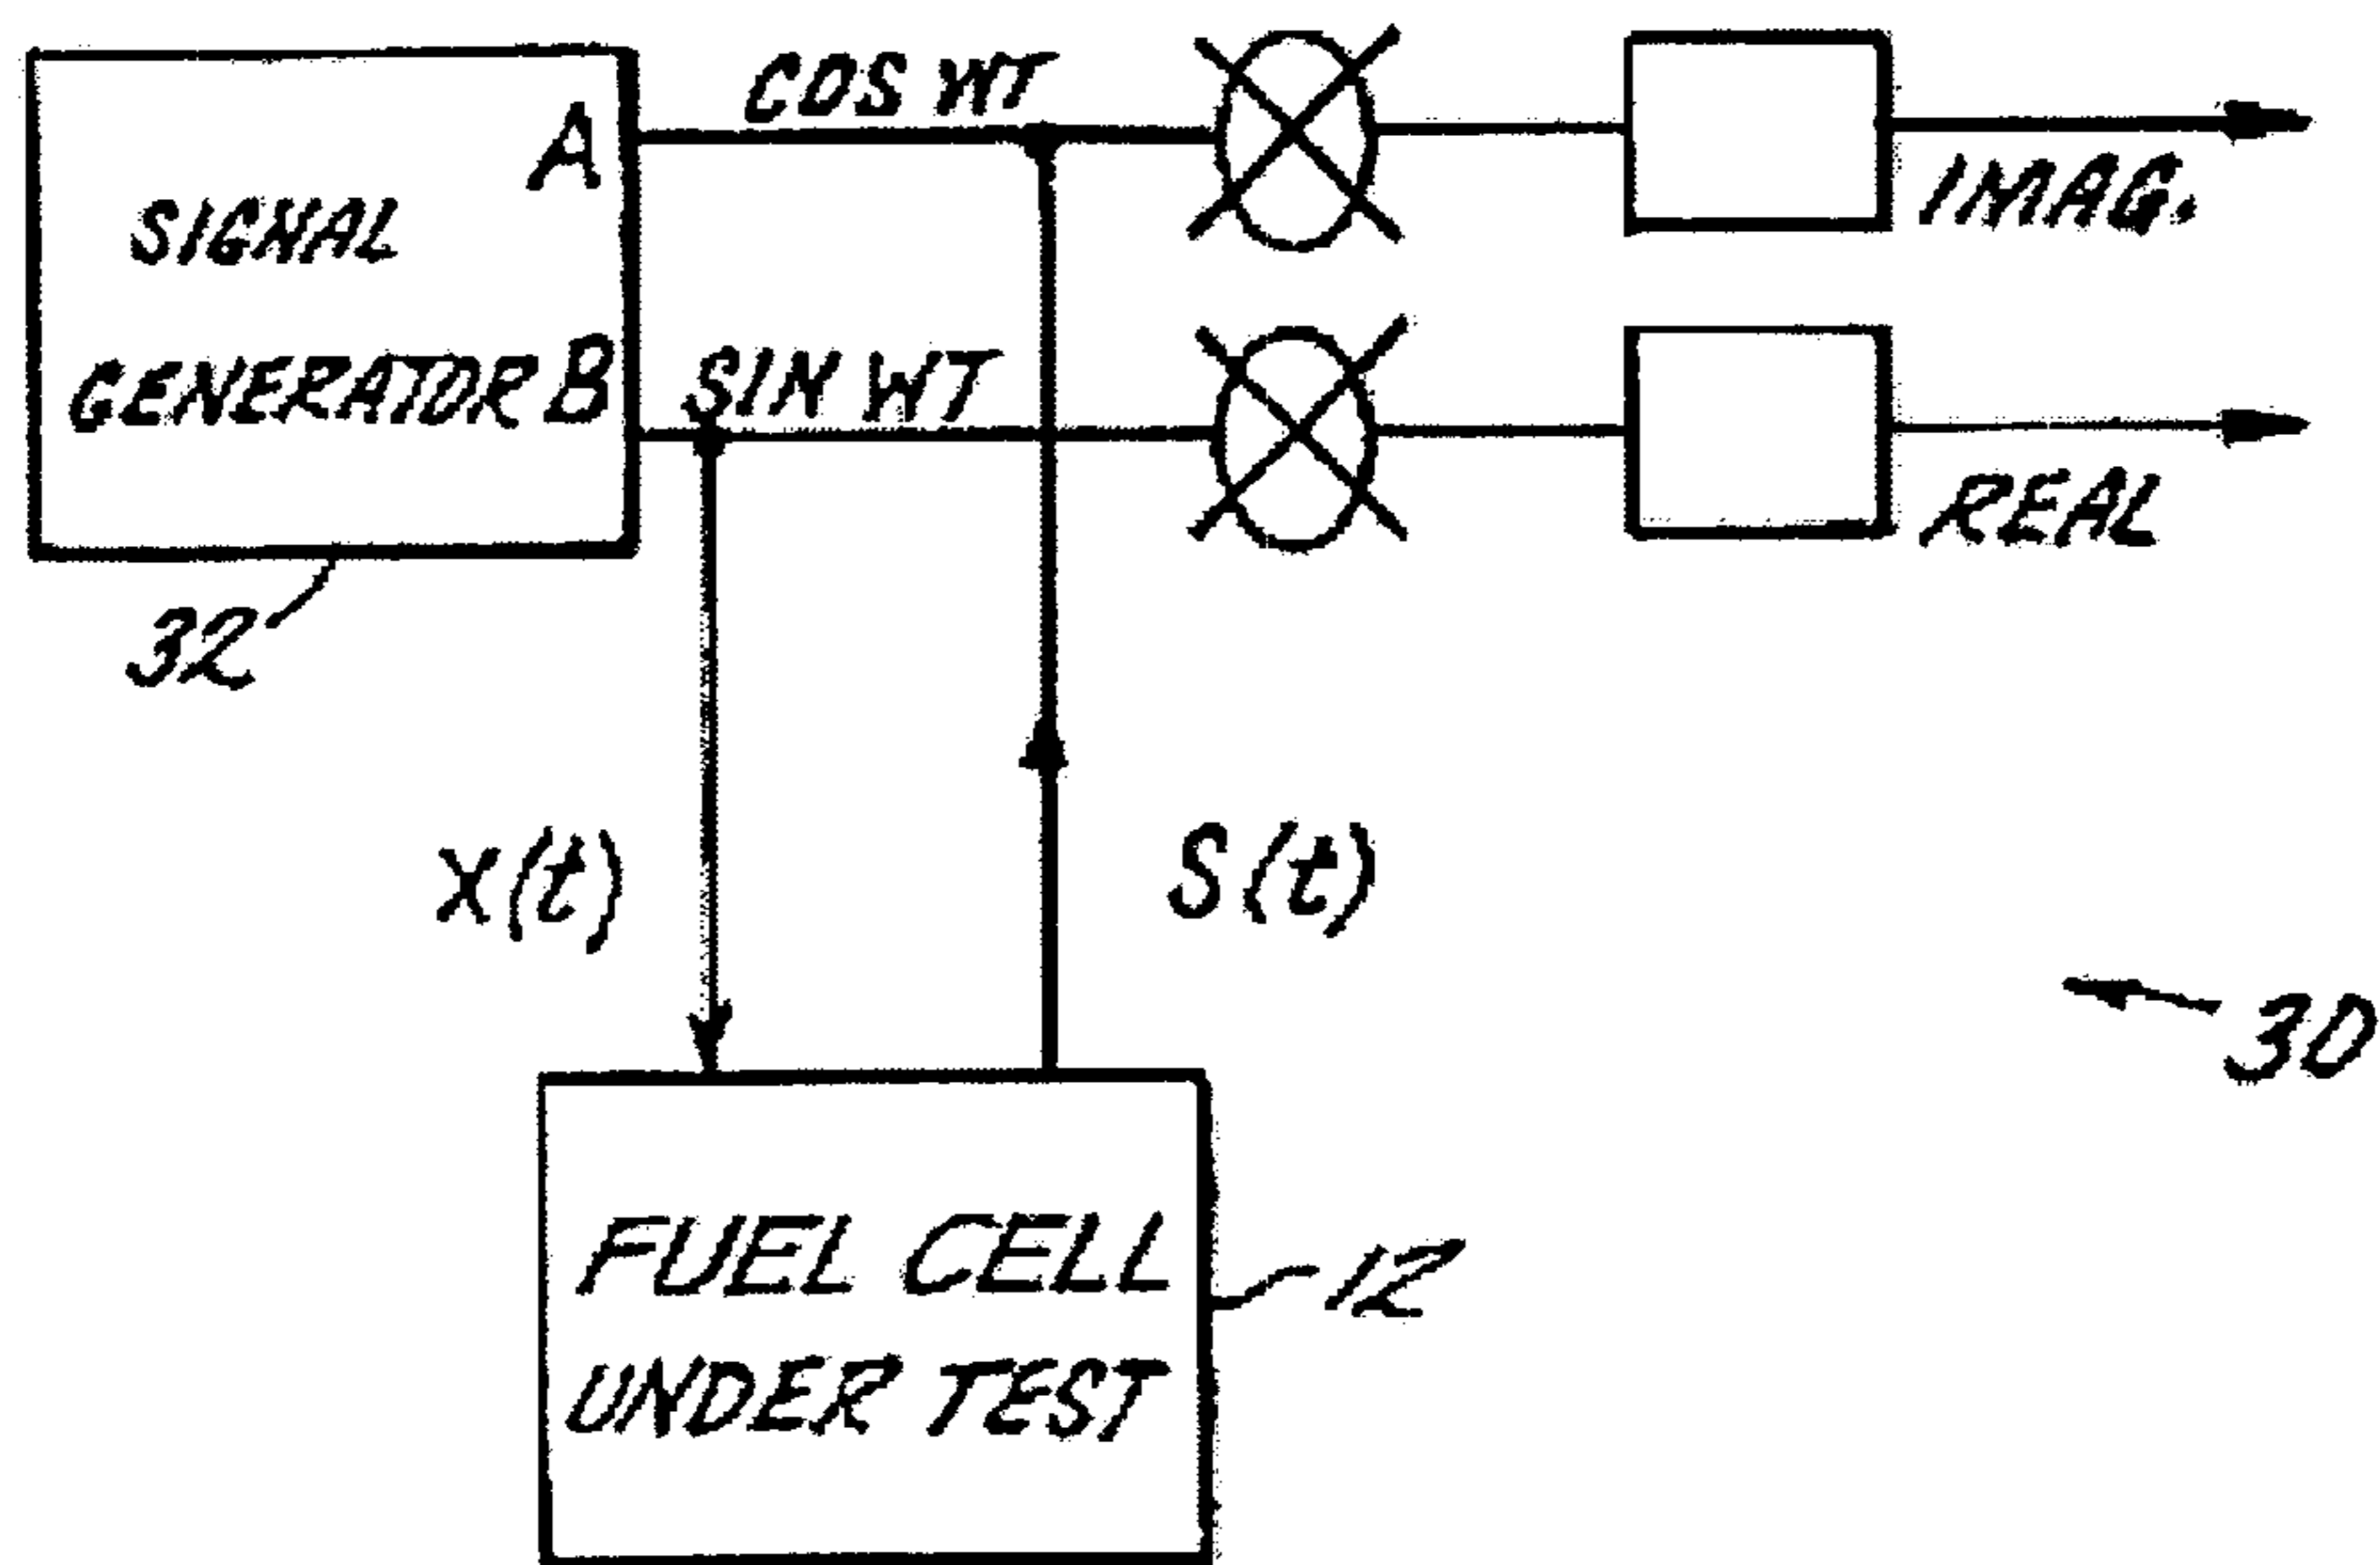 COS WT
A
SIGNAL
IMAG.
GENERATOR B
SIN WT
REAL
32
X(t)
S(t)
30
FUEL CELL
12
UNDER TEST